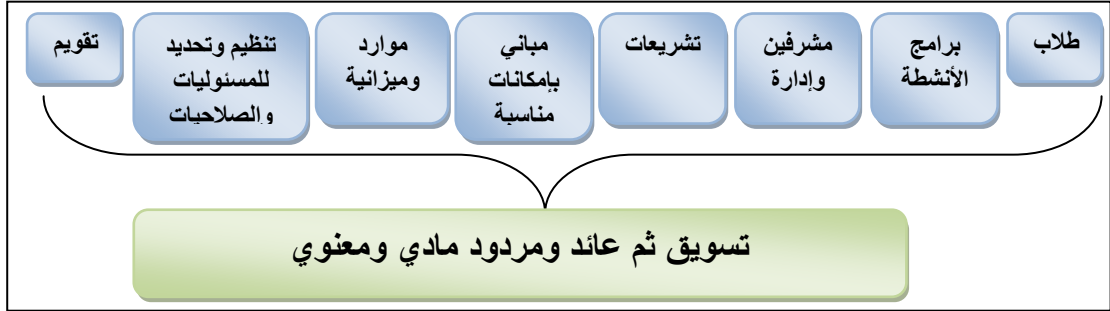 طلاب
برامج
الأنشطة
مشرفين
وإدارة
تشريعات
مباني
بإمكانات
مناسبة
موارد
وميزانية
تنظيم وتحديد
للمسئوليات
والصلاحيات
تقويم
تسويق ثم عائد ومردود مادي ومعنوي